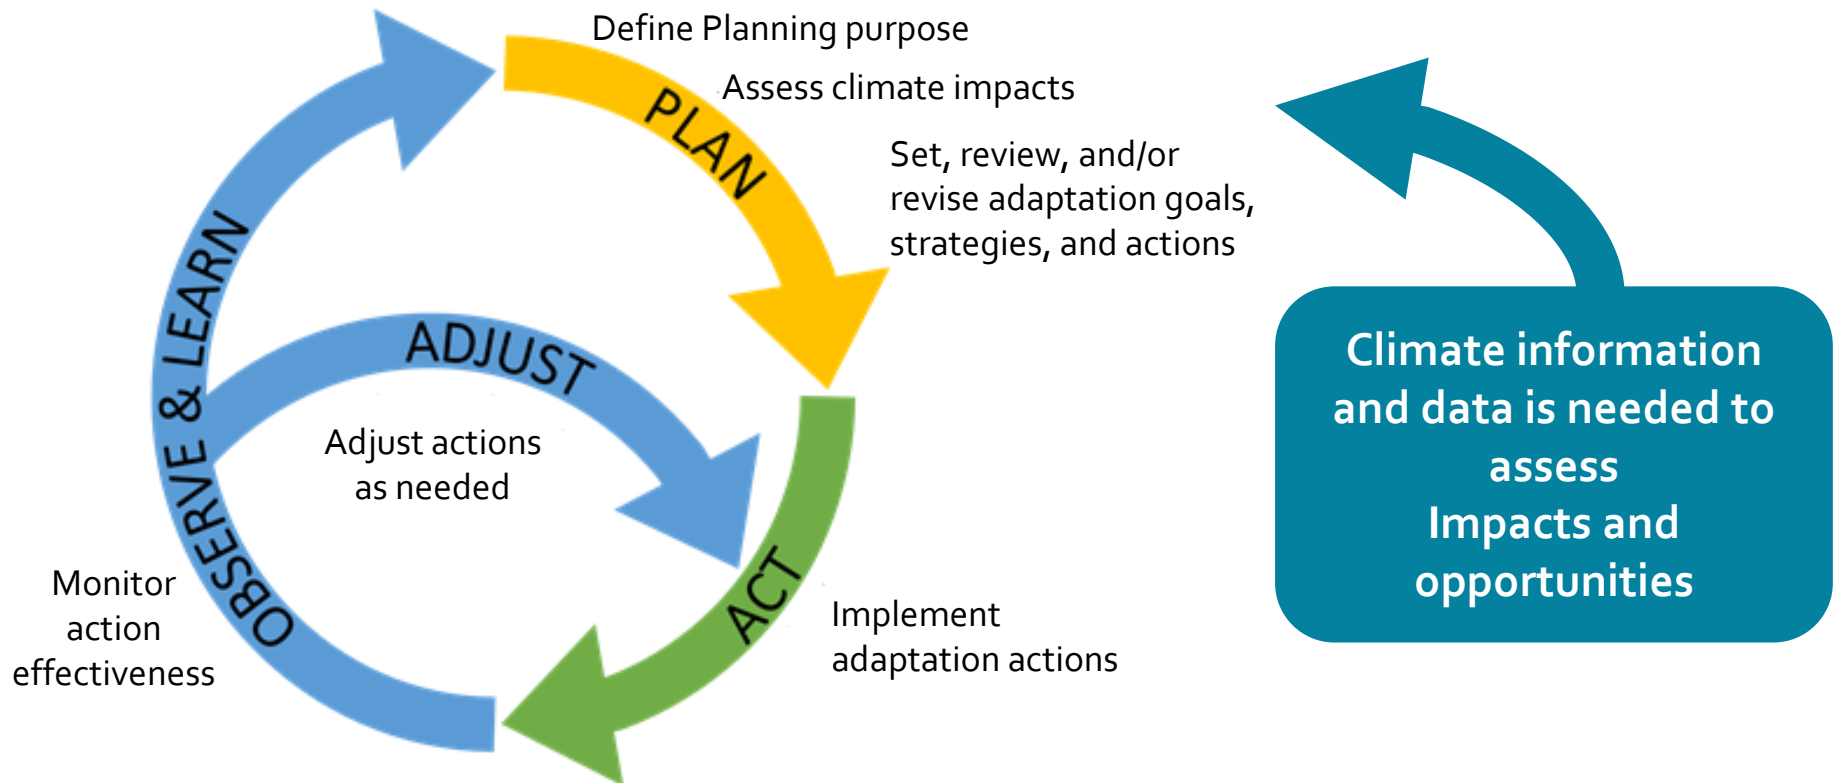 Define Planning purpose
Assess climate impacts
PLAN
Set, review, and/or
revise adaptation goals,
strategies, and actions
Climate information
and data is needed to
assess
Impacts and
opportunities
OBSERVE & LEARN
ADJUST
Adjust actions
as needed
ACT
Implement
adaptation actions
Monitor
action
effectiveness